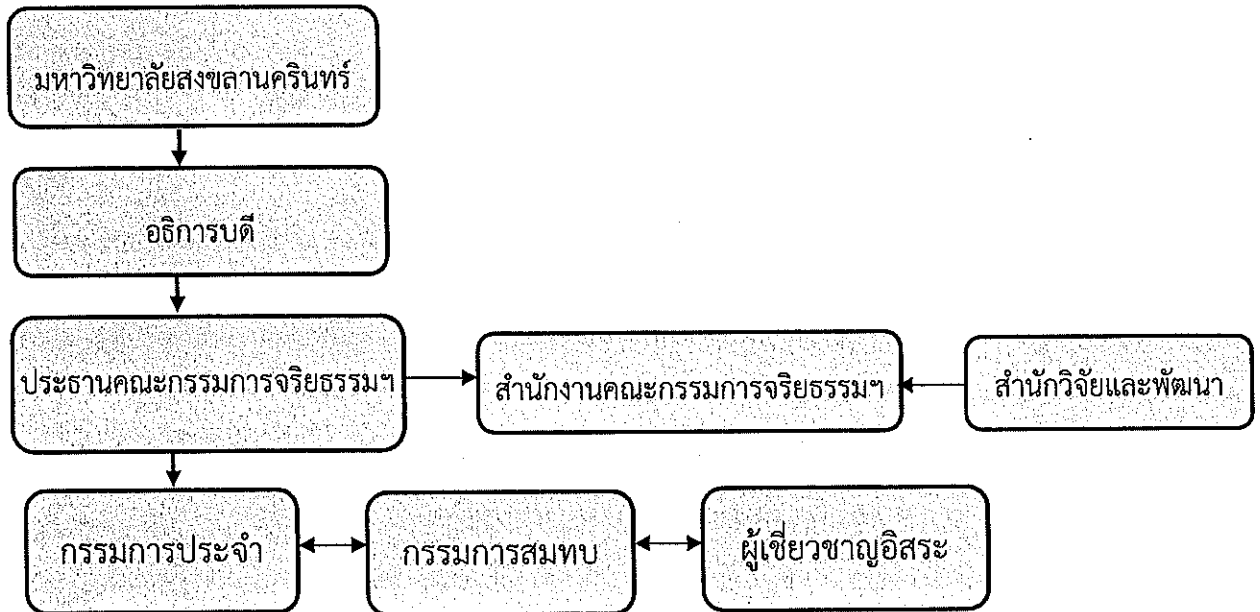 มหาวิทยาลัยสงขลานครินทร์
อธิการบดี
ประธานคณะกรรมการจริยธรรมฯ
สำนักงานคณะกรรมการจริยธรรมฯ
สำนักวิจัยและพัฒนา
กรรมการประจำ
กรรมการสมทบ
ผู้เชี่ยวชาญอิสระ